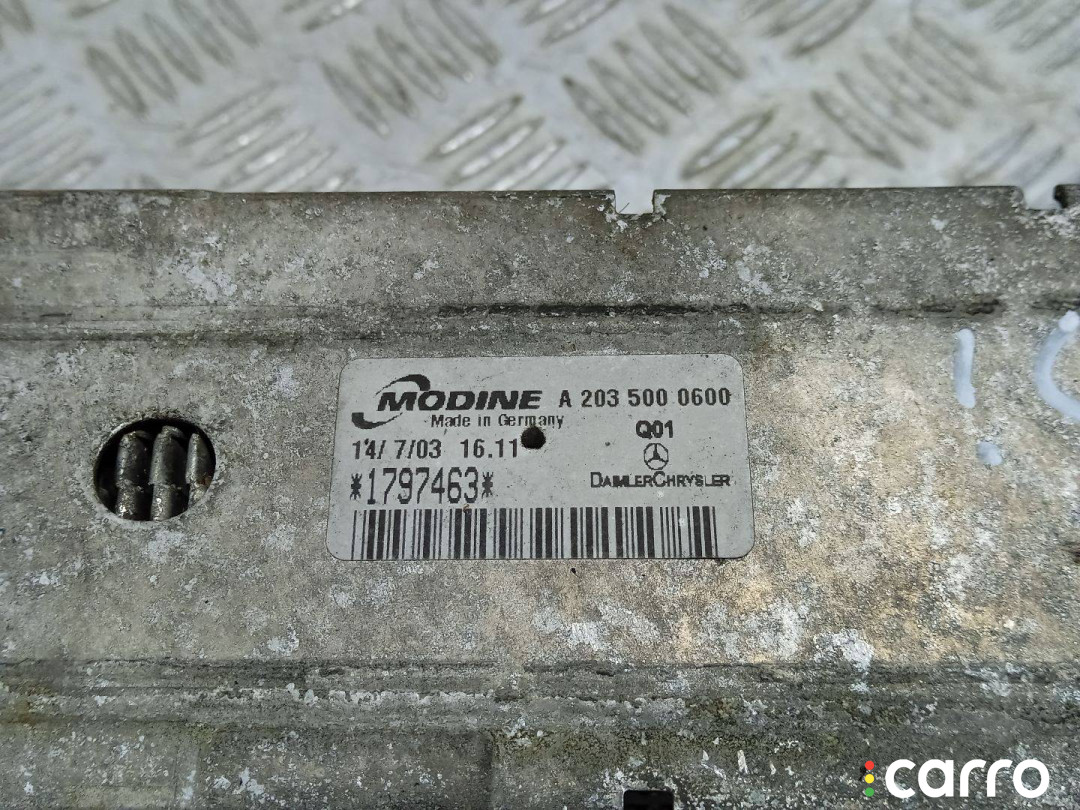 MODINE A 203 500 0600
Made in Germany
14/ 7/03 16.11 Q01
*1797463* DAIMLERCHRYSLER
carro